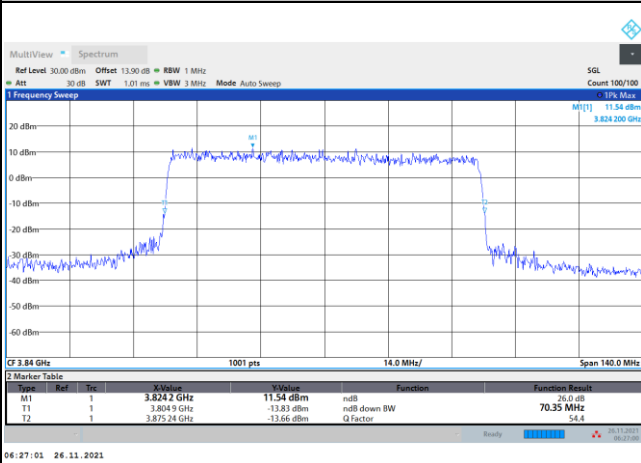 MultiView Spectrum
Ref Level 30.00 dBm Offset 13.90 dB RBW 1 MHz SGL
Att 30 dB SWT 1.01 ms VBW 3 MHz Mode Auto Sweep Count 100/100
1 Frequency Sweep 1Pk Max
M1[1] 11.54 dBm
3.824 200 GHz
20 dBm
M1
10 dBm
0 dBm
-10 dBm
T1 T2
-20 dBm
-30 dBm
-40 dBm
-50 dBm
-60 dBm
CF 3.84 GHz 1001 pts 14.0 MHz/ Span 140.0 MHz
2 Marker Table
Type Ref Trc X-Value Y-Value Function Function Result
M1 1 3.824 2 GHz 11.54 dBm ndB 26.0 dB
T1 1 3.804 9 GHz -13.83 dBm ndB down BW 70.35 MHz
T2 1 3.875 24 GHz -13.66 dBm Q Factor 54.4
Ready 26.11.2021
06:27:00
06:27:01 26.11.2021